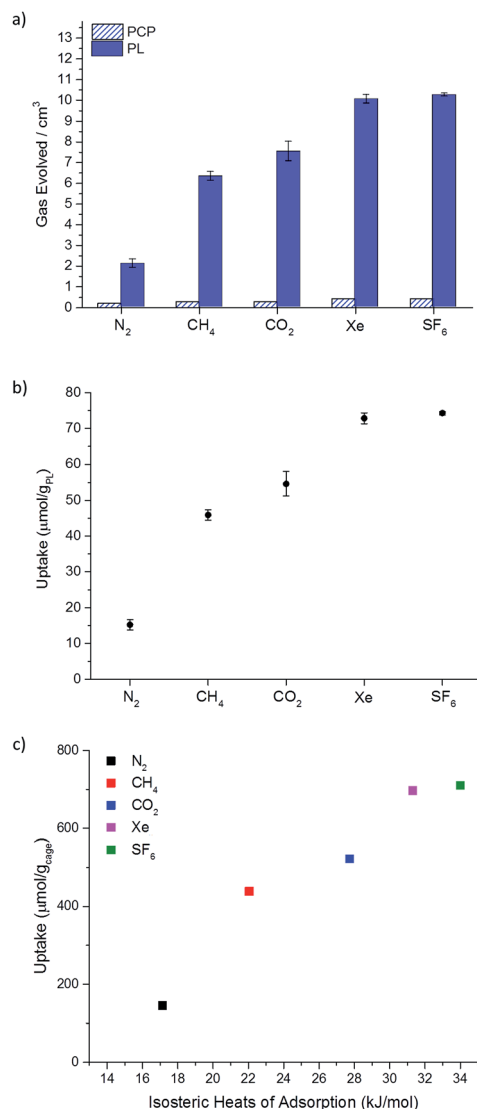 a)
PCP
PL
Gas Evolved / cm³
13
12
11
10
9
8
7
6
5
4
3
2
1
0
N₂ CH₄ CO₂ Xe SF₆
b)
Uptake (μmol/g_PL)
80
70
60
50
40
30
20
10
0
N₂ CH₄ CO₂ Xe SF₆
c)
N₂
CH₄
CO₂
Xe
SF₆
Uptake (μmol/g_cage)
800
600
400
200
0
14 16 18 20 22 24 26 28 30 32 34
Isosteric Heats of Adsorption (kJ/mol)